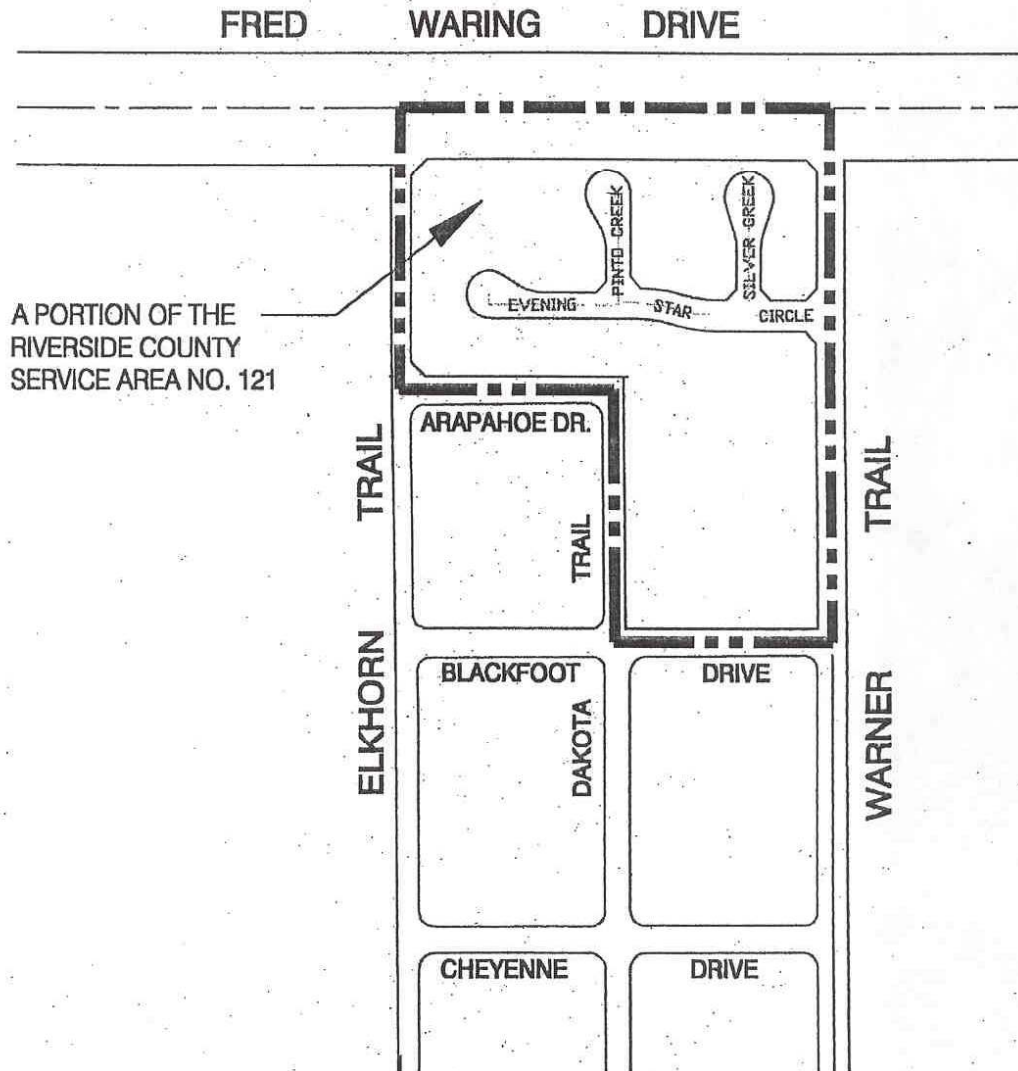 FRED WARING DRIVE
PINTO CREEK
SILVER CREEK
EVENING STAR CIRCLE
A PORTION OF THE
RIVERSIDE COUNTY
SERVICE AREA NO. 121
ARAPAHOE DR.
ELKHORN TRAIL
DAKOTA TRAIL
WARNER TRAIL
BLACKFOOT DRIVE
CHEYENNE DRIVE